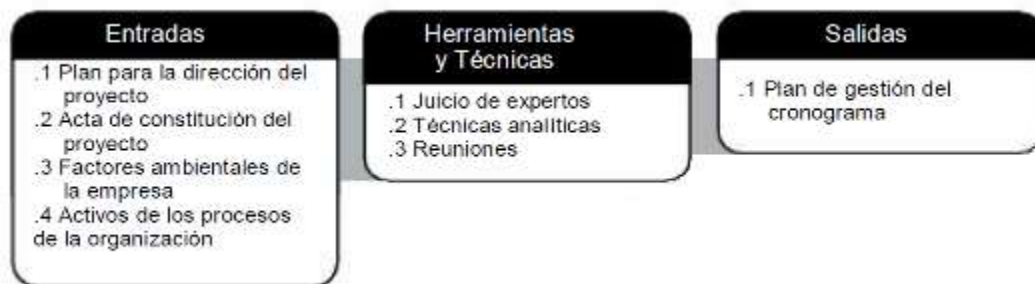 Entradas
.1 Plan para la dirección del
proyecto
.2 Acta de constitución del
proyecto
.3 Factores ambientales de
la empresa
.4 Activos de los procesos
de la organización
Herramientas
y Técnicas
.1 Juicio de expertos
.2 Técnicas analíticas
.3 Reuniones
Salidas
.1 Plan de gestión del
cronograma